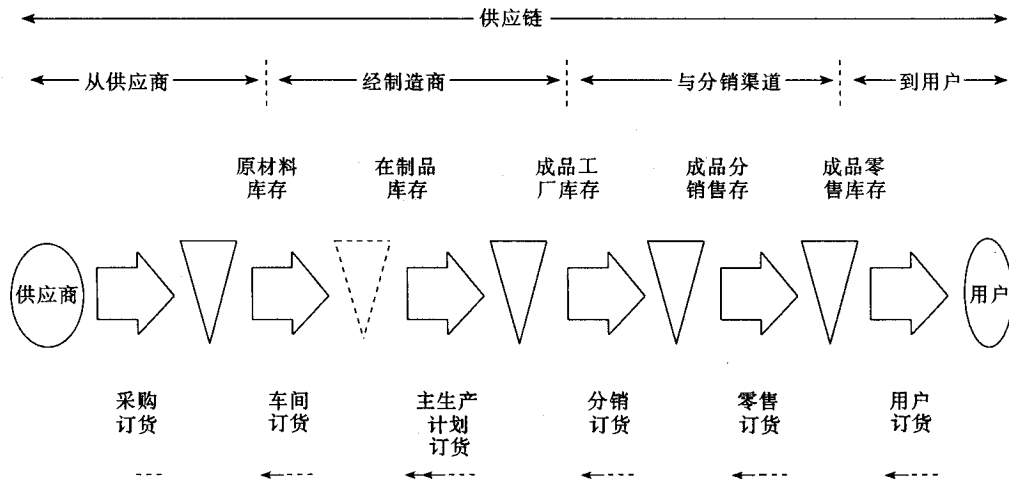 供应链
从供应商
经制造商
与分销渠道
到用户
原材料
库存
在制品
库存
成品工
厂库存
成品分
销售存
成品零
售库存
供应商
用户
采购
订货
车间
订货
主生产
计划
订货
分销
订货
零售
订货
用户
订货